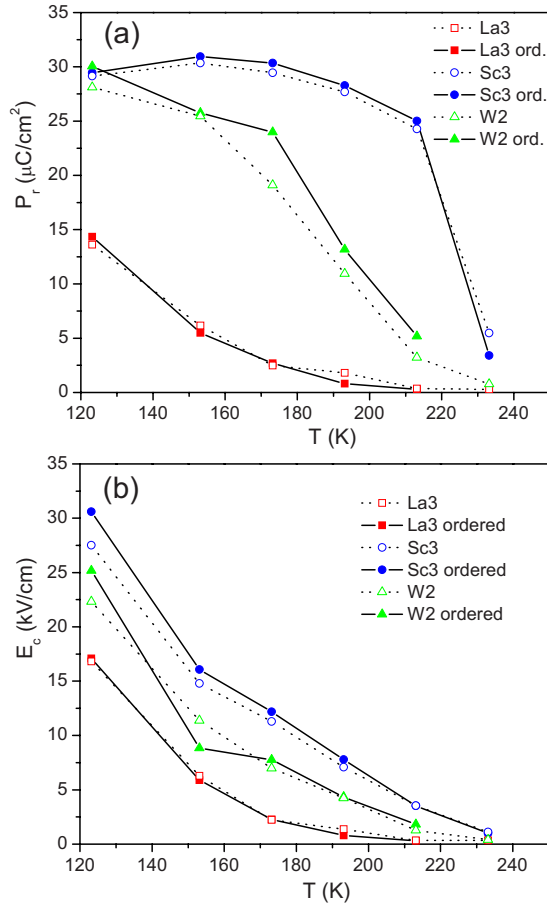 (a)
La3
La3 ord.
Sc3
Sc3 ord.
W2
W2 ord.
35
30
25
20
15
10
5
0
Pr (μC/cm²)
120 140 160 180 200 220 240
T (K)
(b)
La3
La3 ordered
Sc3
Sc3 ordered
W2
W2 ordered
35
30
25
20
15
10
5
0
Ec (kV/cm)
120 140 160 180 200 220 240
T (K)